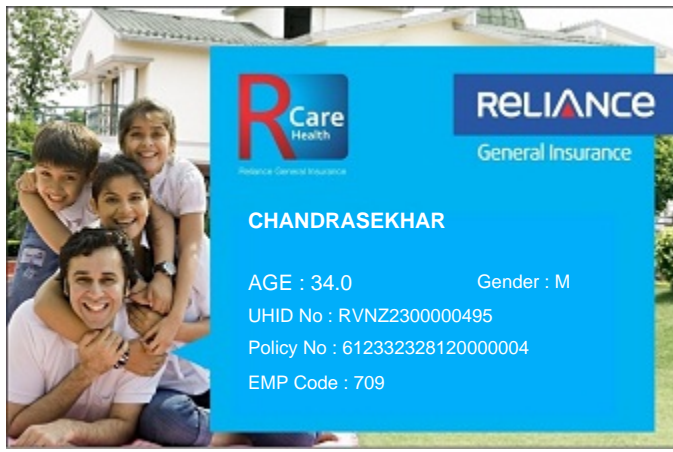 R Care
Health
Reliance General Insurance
RELIANCE
General Insurance
CHANDRASEKHAR
AGE : 34.0
Gender : M
UHID No : RVNZ2300000495
Policy No : 612332328120000004
EMP Code : 709